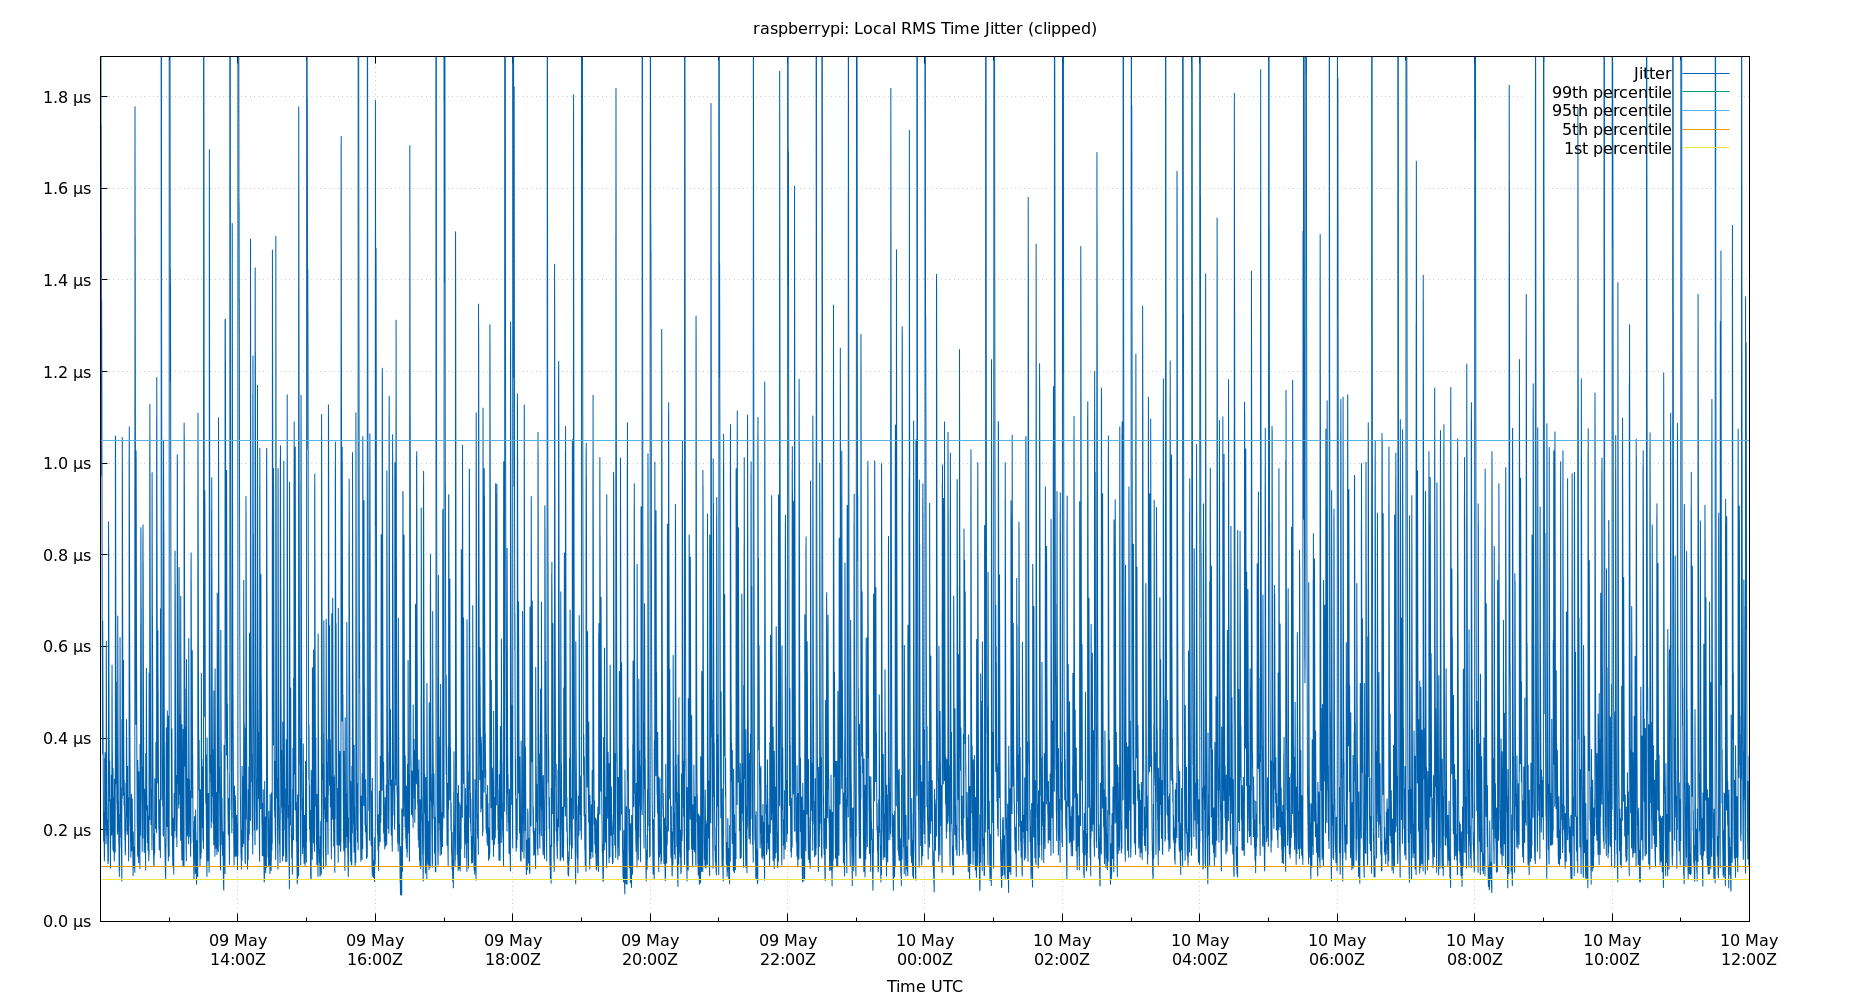 raspberrypi: Local RMS Time Jitter (clipped)
Jitter
99th percentile
95th percentile
5th percentile
1st percentile
1.8 µs
1.6 µs
1.4 µs
1.2 µs
1.0 µs
0.8 µs
0.6 µs
0.4 µs
0.2 µs
0.0 µs
09 May 09 May 09 May 09 May 09 May 10 May 10 May 10 May 10 May 10 May 10 May 10 May
14:00Z 16:00Z 18:00Z 20:00Z 22:00Z 00:00Z 02:00Z 04:00Z 06:00Z 08:00Z 10:00Z 12:00Z
Time UTC